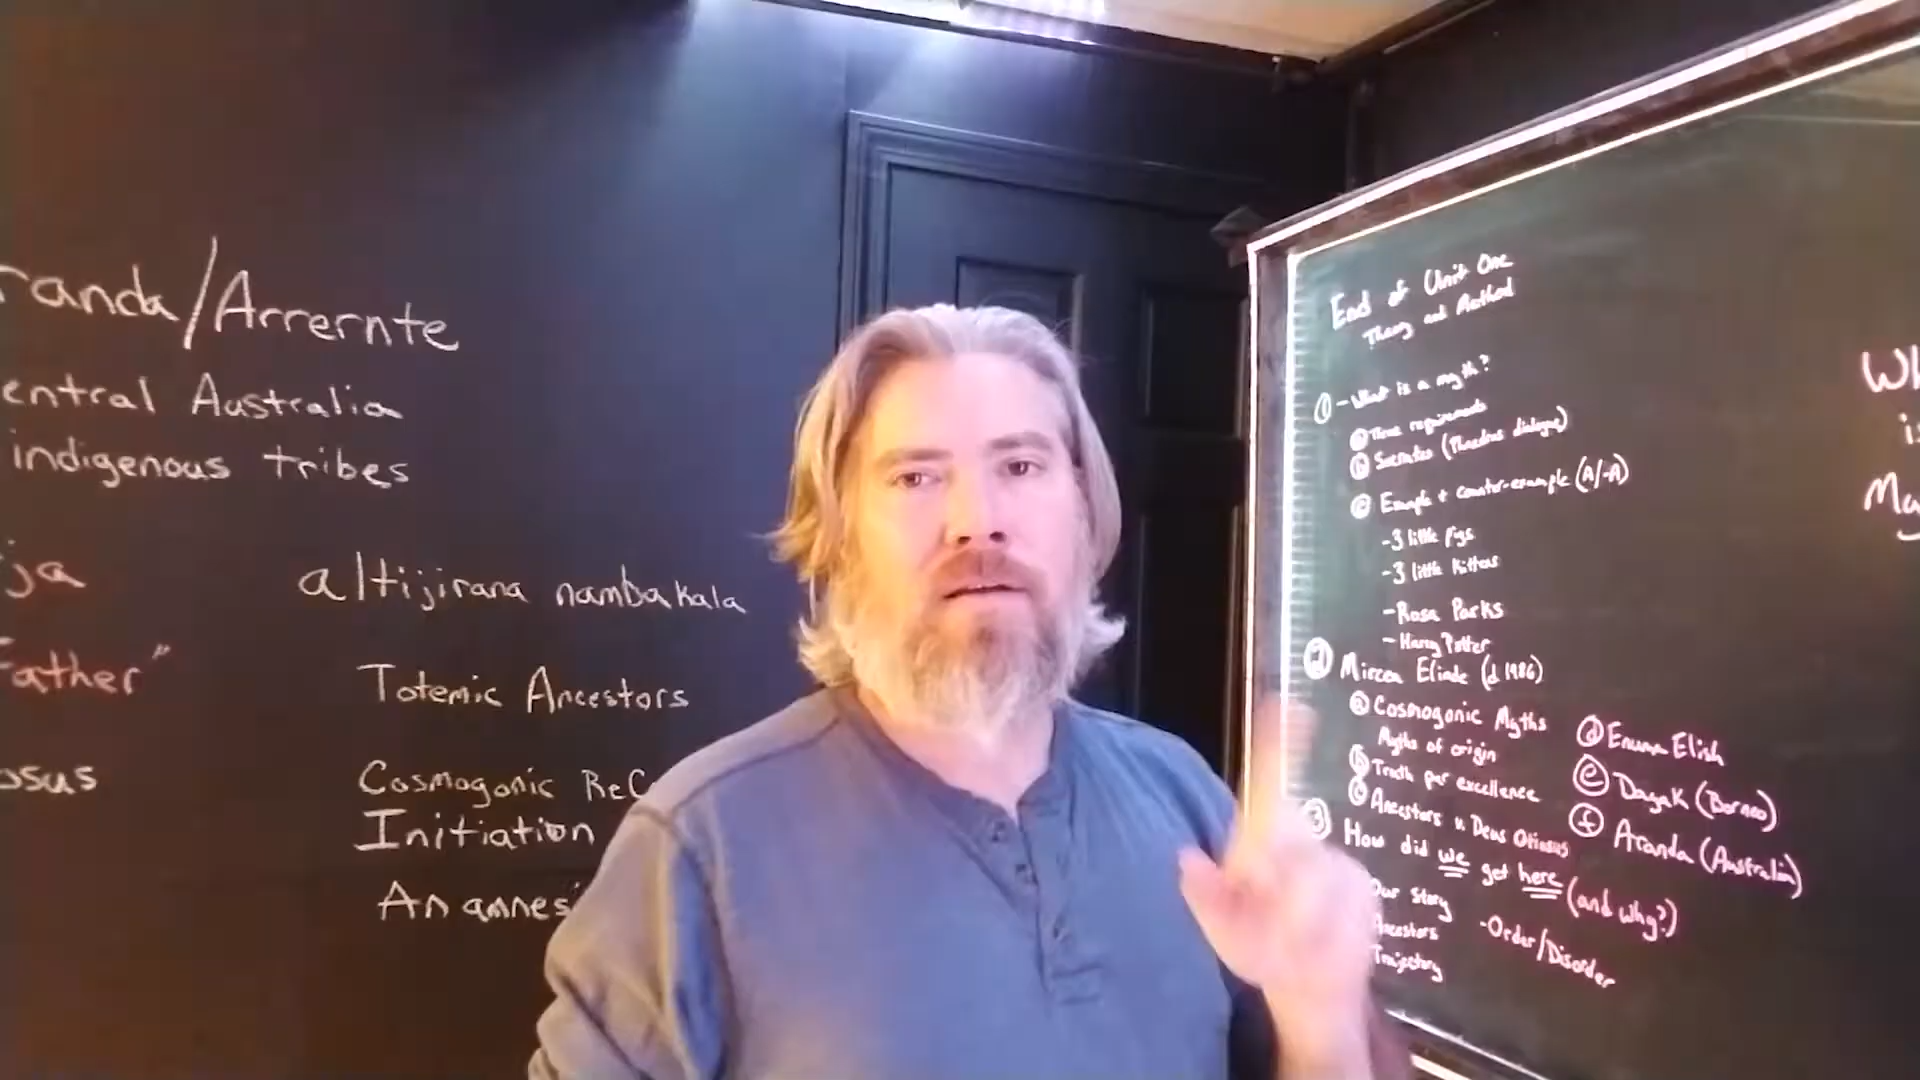 randa/Arrernte
entral Australia
indigenous tribes
ja
altijirana nambakala
Father"
Totemic Ancestors
osus
Cosmogonic ReC
Initiation
Anamnesi
End of Unit One
Theory and Method
① - What is a myth?
ⓐ Three requirements
ⓑ Socrates (Phaedrus dialogue)
ⓒ Example + counter-example (A/-A)
- 3 little pigs
- 3 little kittens
- Rosa Parks
- Harry Potter
② Mircea Eliade (d. 1986)
ⓐ Cosmogonic Myths
Myths of origin
ⓑ Truth par excellence
ⓒ Ancestors v. Deus Otiosus
ⓓ Enuma Elish
ⓔ Dayak (Borneo)
ⓕ Aranda (Australia)
③ How did we get here (and why?)
Our Story
Ancestors
Trajectory
- Order/Disorder
Wh
i
My